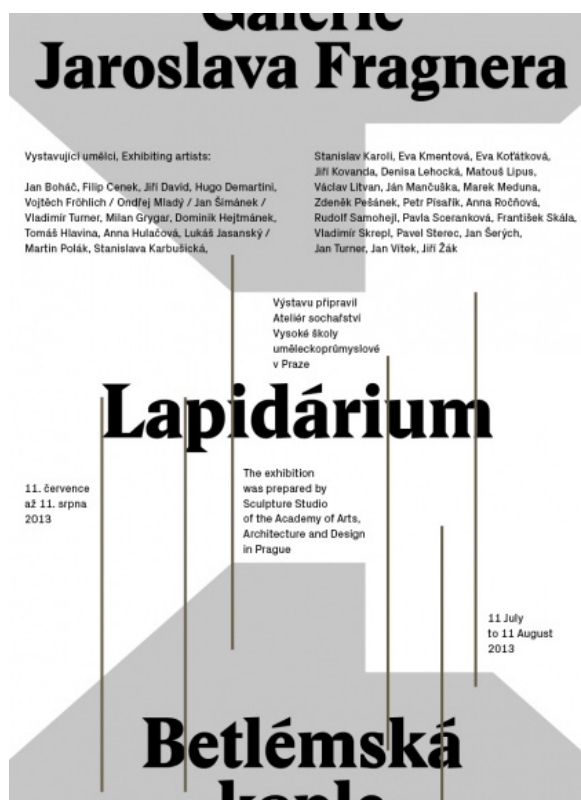 Galerie
Jaroslava Fragnera
Vystavující umělci, Exhibiting artists:
Jan Boháč, Filip Cenek, Jiří David, Hugo Demartini,
Vojtěch Fröhlich / Ondřej Mladý / Jan Šimánek /
Vladimír Turner, Milan Grygar, Dominik Hejtmánek,
Tomáš Hlavina, Anna Hulačová, Lukáš Jasanský /
Martin Polák, Stanislava Karbušická,
Stanislav Karoli, Eva Kmentová, Eva Koťátková,
Jiří Kovanda, Denisa Lehocká, Matouš Lipus,
Václav Litvan, Ján Mančuška, Marek Meduna,
Zdeněk Pešánek, Petr Písařík, Anna Ročňová,
Rudolf Samohejl, Pavla Sceranková, František Skála,
Vladimír Skrepl, Pavel Sterec, Jan Šerých,
Jan Turner, Jan Vítek, Jiří Žák
Výstavu připravil
Ateliér sochařství
Vysoké školy
uměleckoprůmyslové
v Praze
Lapidárium
The exhibition
was prepared by
Sculpture Studio
of the Academy of Arts,
Architecture and Design
in Prague
11. července
až 11. srpna
2013
11 July
to 11 August
2013
Betlémská
kaple